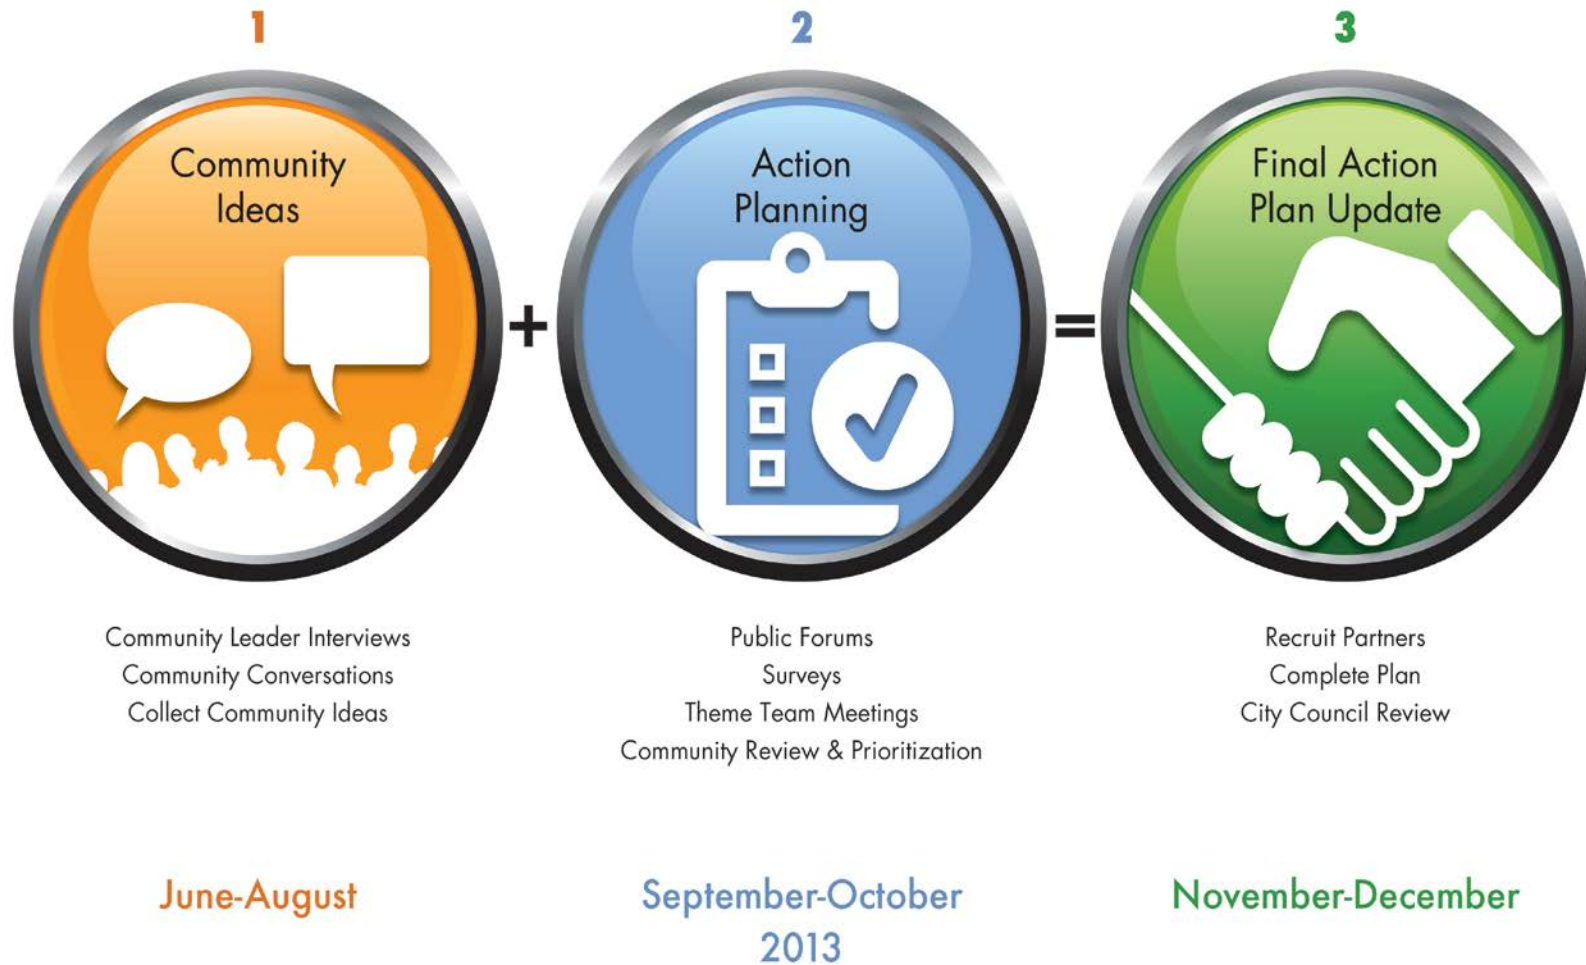 1
Community
Ideas
Community Leader Interviews
Community Conversations
Collect Community Ideas
June-August
+
2
Action
Planning
Public Forums
Surveys
Theme Team Meetings
Community Review & Prioritization
September-October
2013
=
3
Final Action
Plan Update
Recruit Partners
Complete Plan
City Council Review
November-December